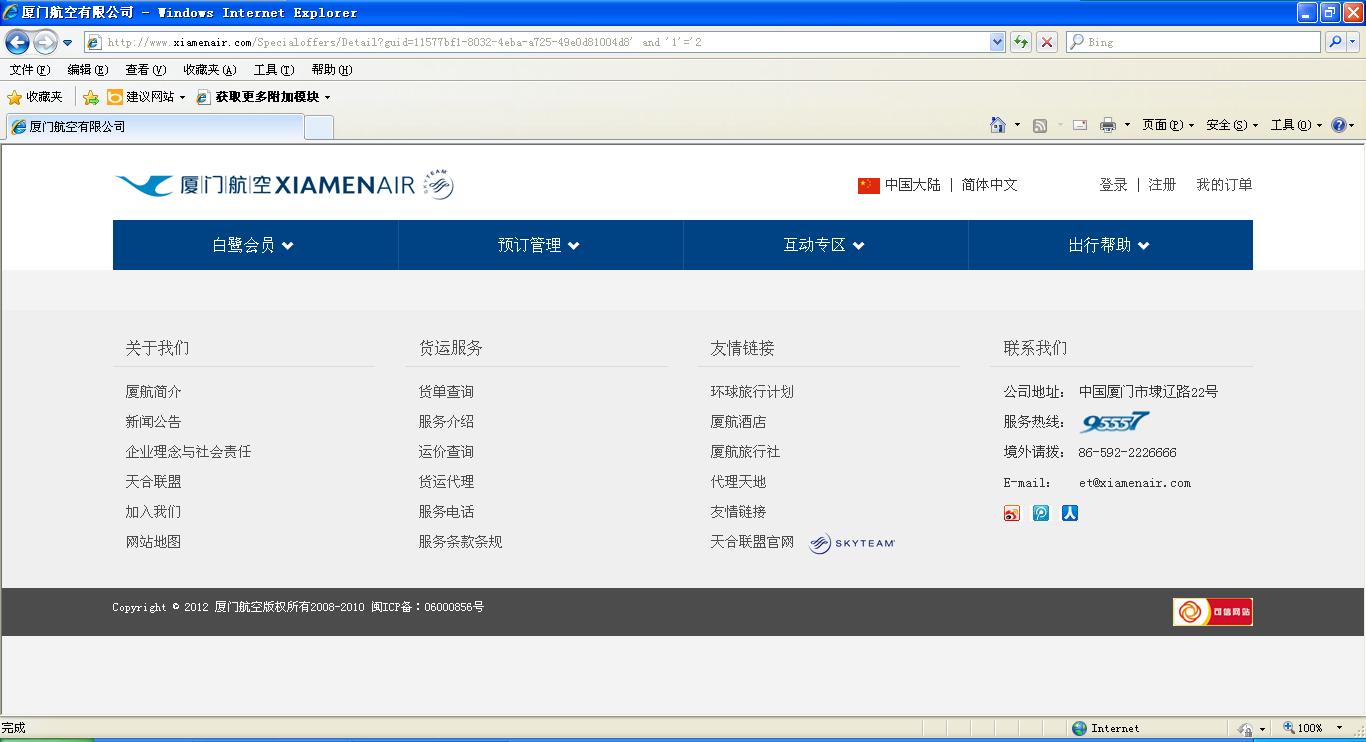 厦门航空有限公司 - Windows Internet Explorer
http://www.xiamenair.com/Specialoffers/Detail?guid=11577bf1-8032-4eba-a725-49e0d81004d8' and '1'='2
Bing
文件(F) 编辑(E) 查看(V) 收藏夹(A) 工具(T) 帮助(H)
收藏夹 建议网站 获取更多附加模块
厦门航空有限公司
页面(P) 安全(S) 工具(O)
厦门航空 XIAMENAIR SKYTEAM
中国大陆 | 简体中文 登录 | 注册 我的订单
白鹭会员 预订管理 互动专区 出行帮助
关于我们
厦航简介
新闻公告
企业理念与社会责任
天合联盟
加入我们
网站地图
货运服务
货单查询
服务介绍
运价查询
货运代理
服务电话
服务条款条规
友情链接
环球旅行计划
厦航酒店
厦航旅行社
代理天地
友情链接
天合联盟官网 SKYTEAM
联系我们
公司地址: 中国厦门市埭辽路22号
服务热线: 95557
境外请拨: 86-592-2226666
E-mail: et@xiamenair.com
Copyright © 2012 厦门航空版权所有2008-2010 闽ICP备:06000856号
可信网站
完成
Internet
100%